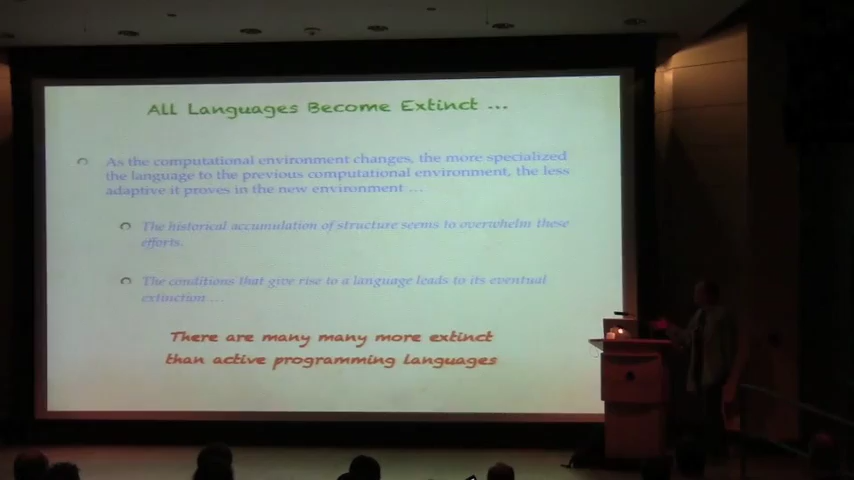 All Languages Become Extinct ...
As the computational environment changes, the more specialized
the language to the previous computational environment, the less
adaptive it proves in the new environment ...
The historical accumulation of structure seems to overwhelm these
efforts.
The conditions that give rise to a language leads to its eventual
extinction ....
There are many many more extinct
than active programming languages